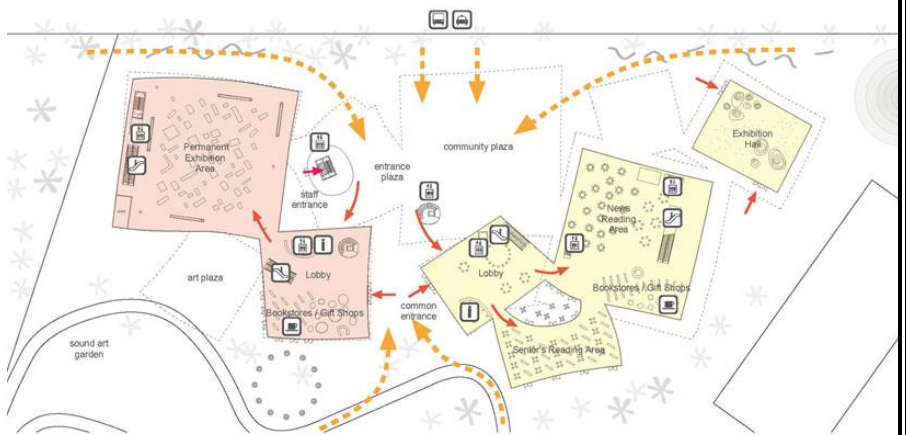 Permanent
Exhibition
Area
staff
entrance
entrance
plaza
community plaza
Exhibition
Hall
News
Reading
Area
Lobby
Lobby
art plaza
Bookstores / Gift Shops
common
entrance
Bookstores / Gift Shops
Senior's Reading Area
sound art
garden